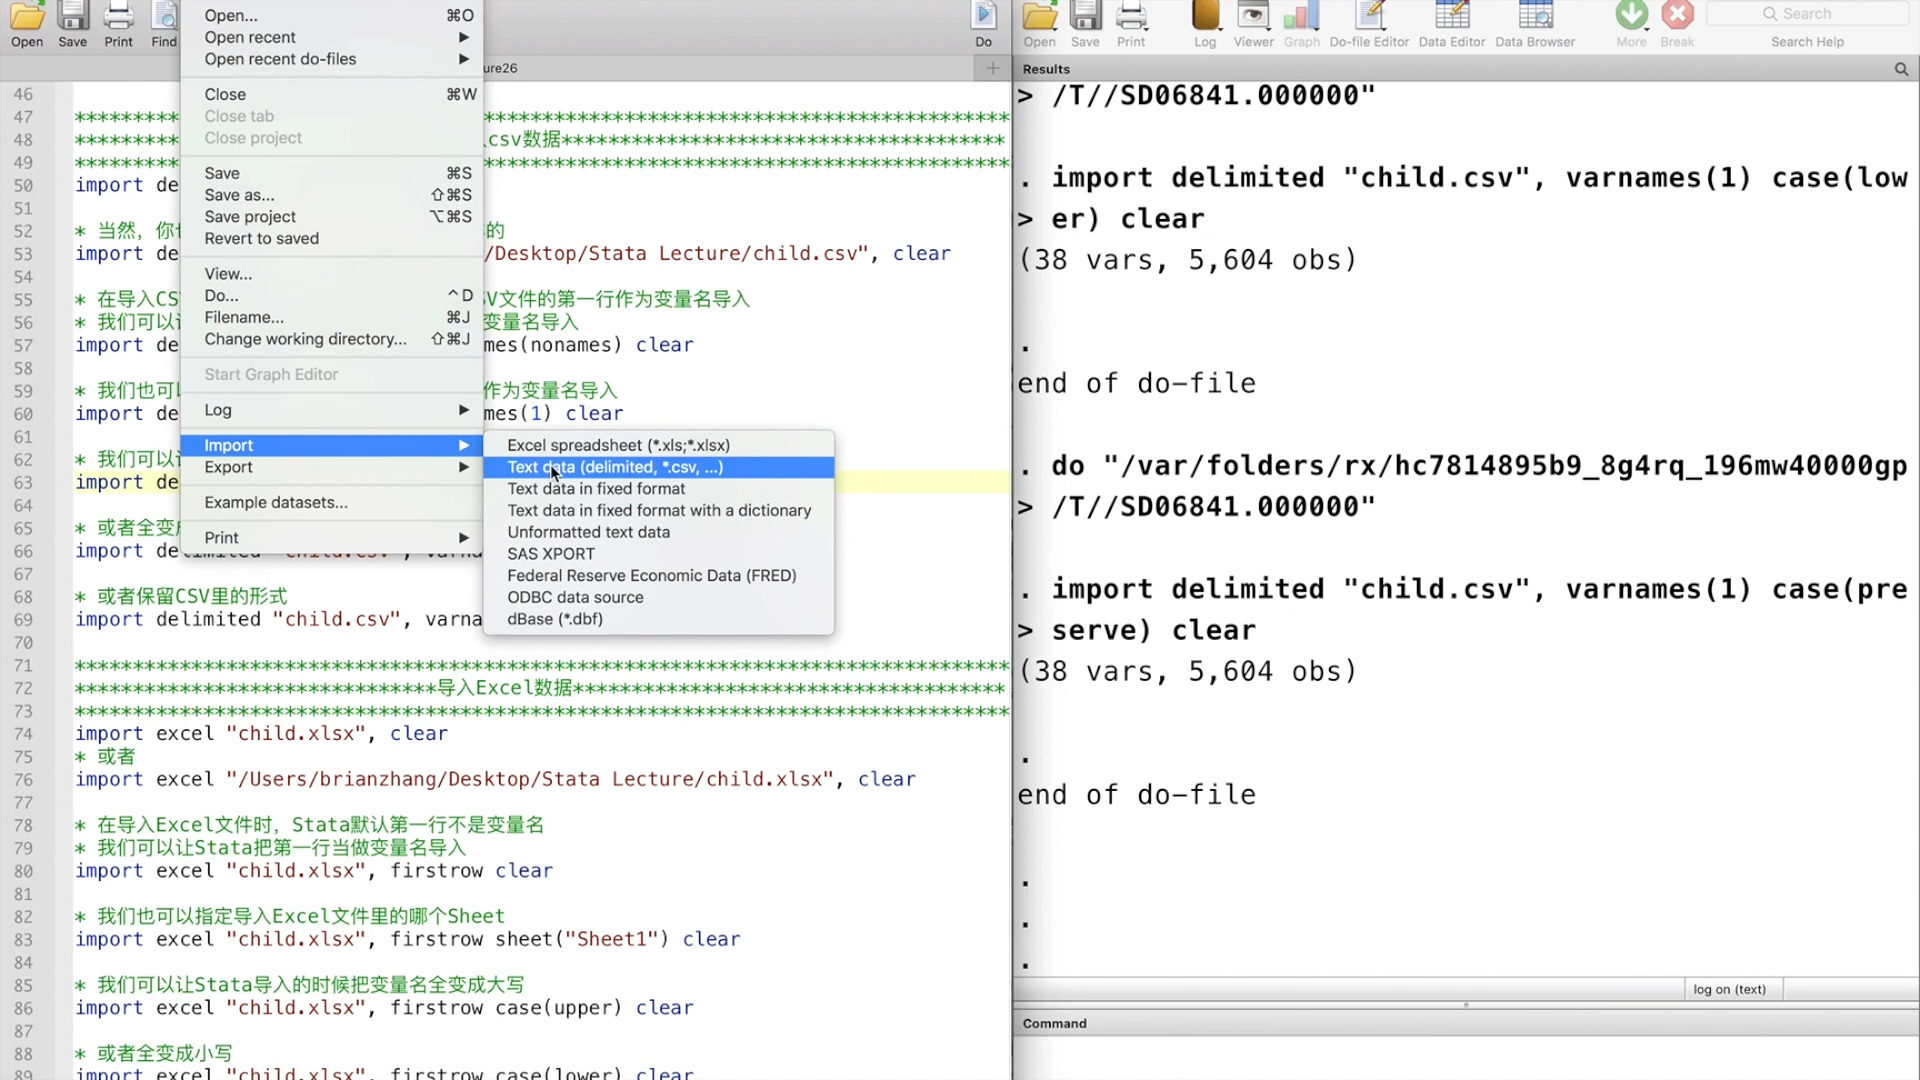 Open
Save
Print
Find
Do
ure26
Open... ⌘O
Open recent
Open recent do-files
Close ⌘W
Close tab
Close project
Save ⌘S
Save as... ⇧⌘S
Save project ⌥⌘S
Revert to saved
View...
Do... ^D
Filename... ⌘J
Change working directory... ⇧⌘J
Start Graph Editor
Log
Import
Export
Example datasets...
Print
Excel spreadsheet (*.xls;*.xlsx)
Text data (delimited, *.csv, ...)
Text data in fixed format
Text data in fixed format with a dictionary
Unformatted text data
SAS XPORT
Federal Reserve Economic Data (FRED)
ODBC data source
dBase (*.dbf)
46
47
48 csv数据
49
50 import de
51
52 * 当然，你 的
53 import de /Desktop/Stata Lecture/child.csv", clear
54
55 * 在导入CS V文件的第一行作为变量名导入
56 * 我们可以 变量名导入
57 import de mes(nonames) clear
58
59 * 我们也可 作为变量名导入
60 import de mes(1) clear
61
62 * 我们可以
63 import de
64
65 * 或者全变
66 import delimited "child.csv", varna
67
68 * 或者保留CSV里的形式
69 import delimited "child.csv", varna
70
71
72 导入Excel数据
73
74 import excel "child.xlsx", clear
75 * 或者
76 import excel "/Users/brianzhang/Desktop/Stata Lecture/child.xlsx", clear
77
78 * 在导入Excel文件时，Stata默认第一行不是变量名
79 * 我们可以让Stata把第一行当做变量名导入
80 import excel "child.xlsx", firstrow clear
81
82 * 我们也可以指定导入Excel文件里的哪个Sheet
83 import excel "child.xlsx", firstrow sheet("Sheet1") clear
84
85 * 我们可以让Stata导入的时候把变量名全变成大写
86 import excel "child.xlsx", firstrow case(upper) clear
87
88 * 或者全变成小写
89 import excel "child.xlsx", firstrow case(lower) clear
Open
Save
Print
Log
Viewer
Graph
Do-file Editor
Data Editor
Data Browser
More
Break
Search
Search Help
Results
> /T//SD06841.000000"
. import delimited "child.csv", varnames(1) case(low
> er) clear
(38 vars, 5,604 obs)
.
end of do-file
. do "/var/folders/rx/hc7814895b9_8g4rq_196mw40000gp
> /T//SD06841.000000"
. import delimited "child.csv", varnames(1) case(pre
> serve) clear
(38 vars, 5,604 obs)
.
end of do-file
.
.
.
log on (text)
Command